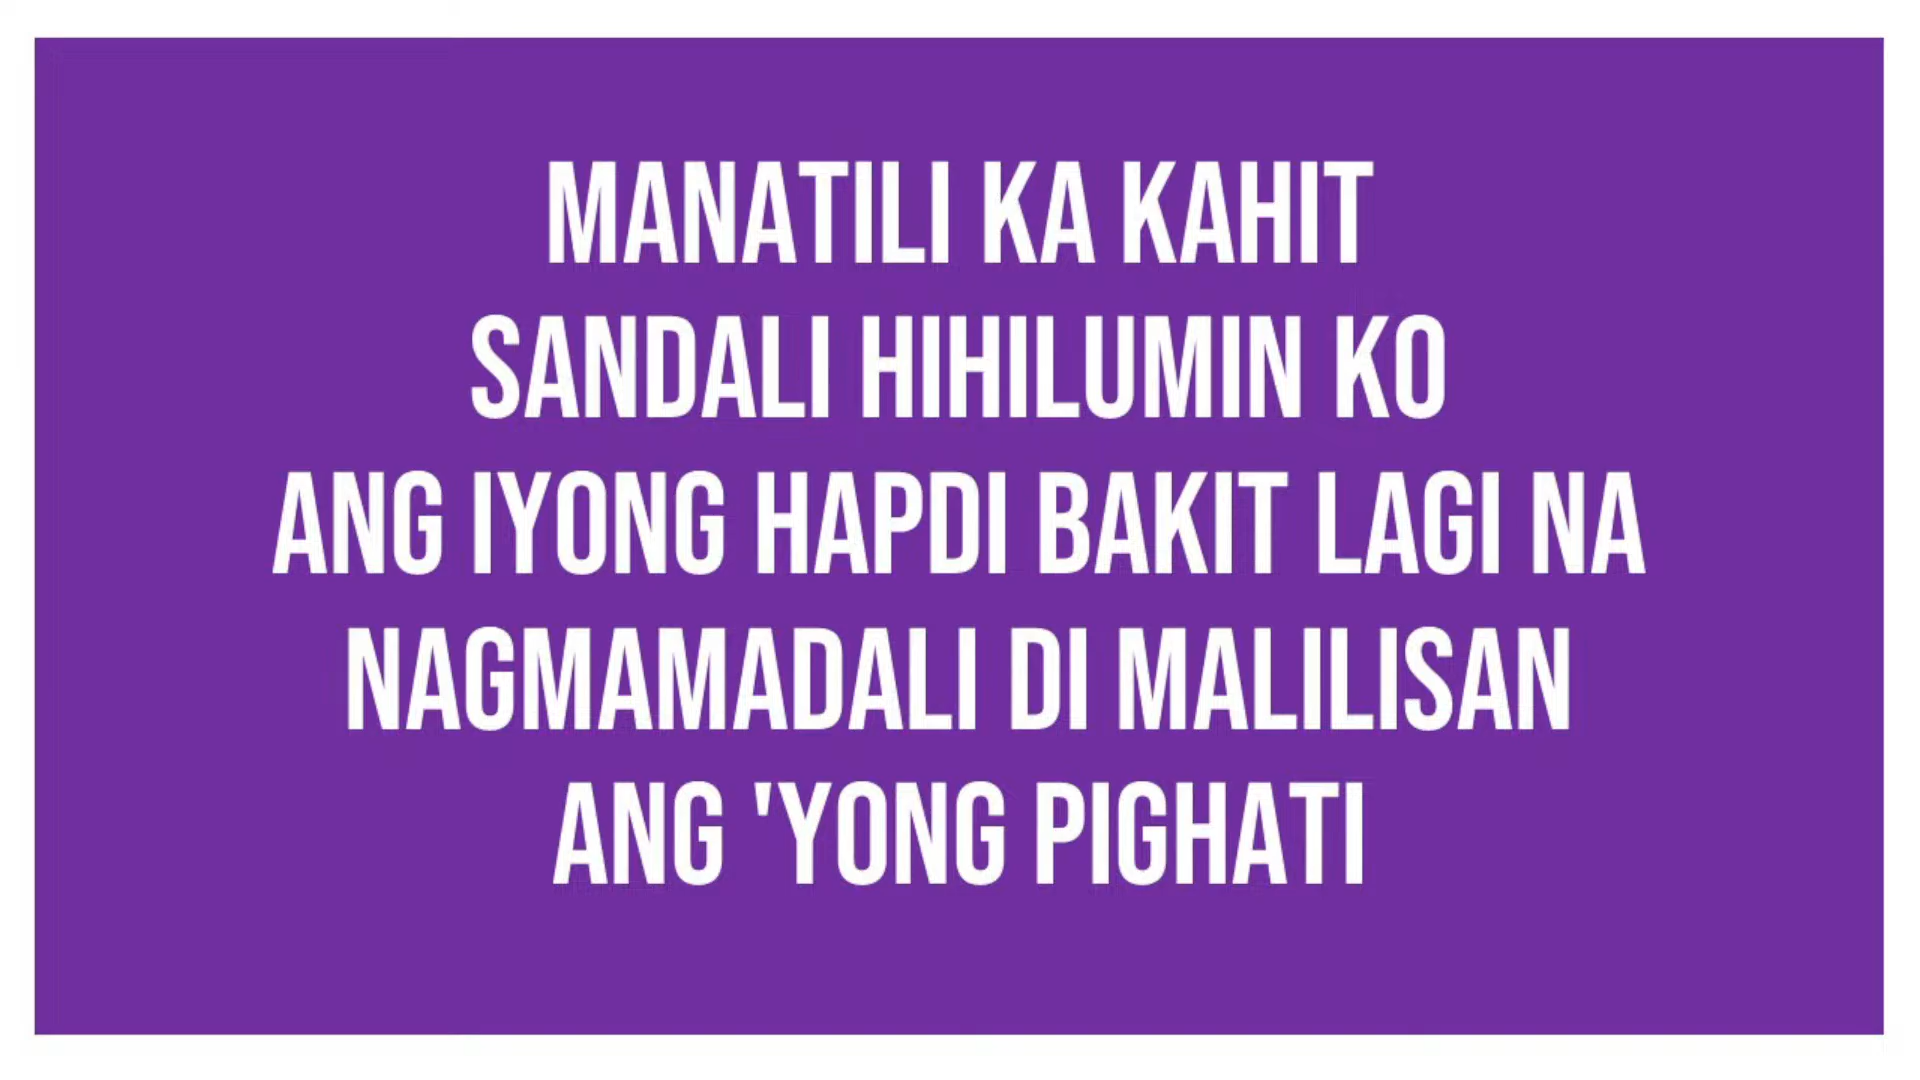 MANATILI KA KAHIT
SANDALI HIHILUMIN KO
ANG IYONG HAPDI BAKIT LAGI NA
NAGMAMADALI DI MALILISAN
ANG 'YONG PIGHATI